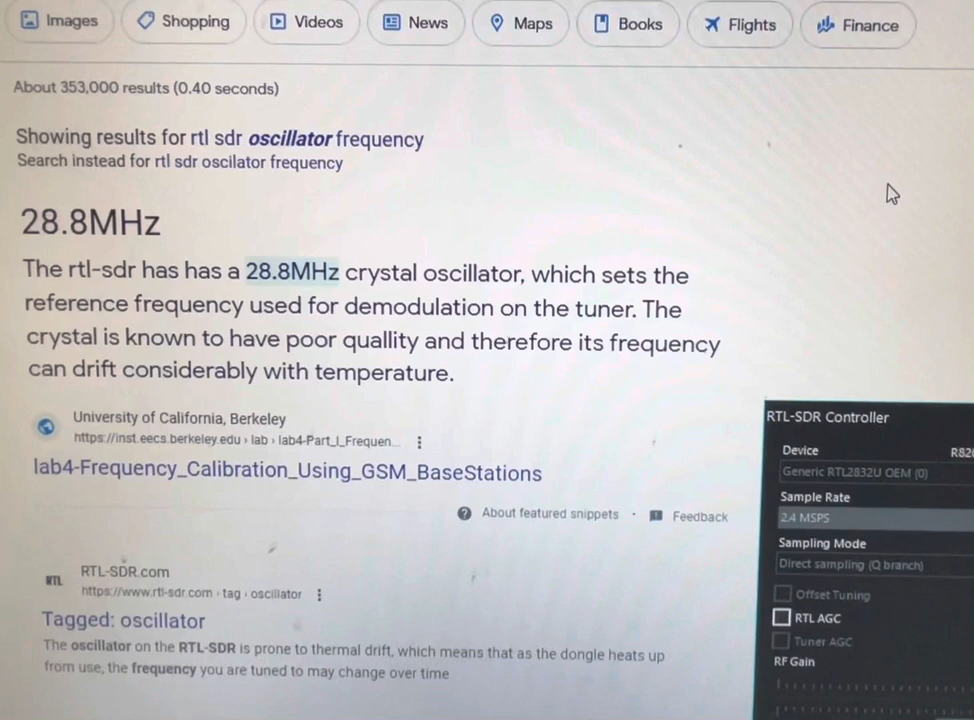 Images Shopping Videos News Maps Books Flights Finance
About 353,000 results (0.40 seconds)
Showing results for rtl sdr oscillator frequency
Search instead for rtl sdr oscilator frequency
28.8MHz
The rtl-sdr has has a 28.8MHz crystal oscillator, which sets the
reference frequency used for demodulation on the tuner. The
crystal is known to have poor quallity and therefore its frequency
can drift considerably with temperature.
University of California, Berkeley
https://inst.eecs.berkeley.edu › lab › lab4-Part_I_Frequen...
lab4-Frequency_Calibration_Using_GSM_BaseStations
About featured snippets · Feedback
RTL-SDR.com
https://www.rtl-sdr.com › tag › oscillator
Tagged: oscillator
The oscillator on the RTL-SDR is prone to thermal drift, which means that as the dongle heats up
from use, the frequency you are tuned to may change over time
RTL-SDR Controller
Device R820
Generic RTL2832U OEM (0)
Sample Rate
2.4 MSPS
Sampling Mode
Direct sampling (Q branch)
Offset Tuning
RTL AGC
Tuner AGC
RF Gain